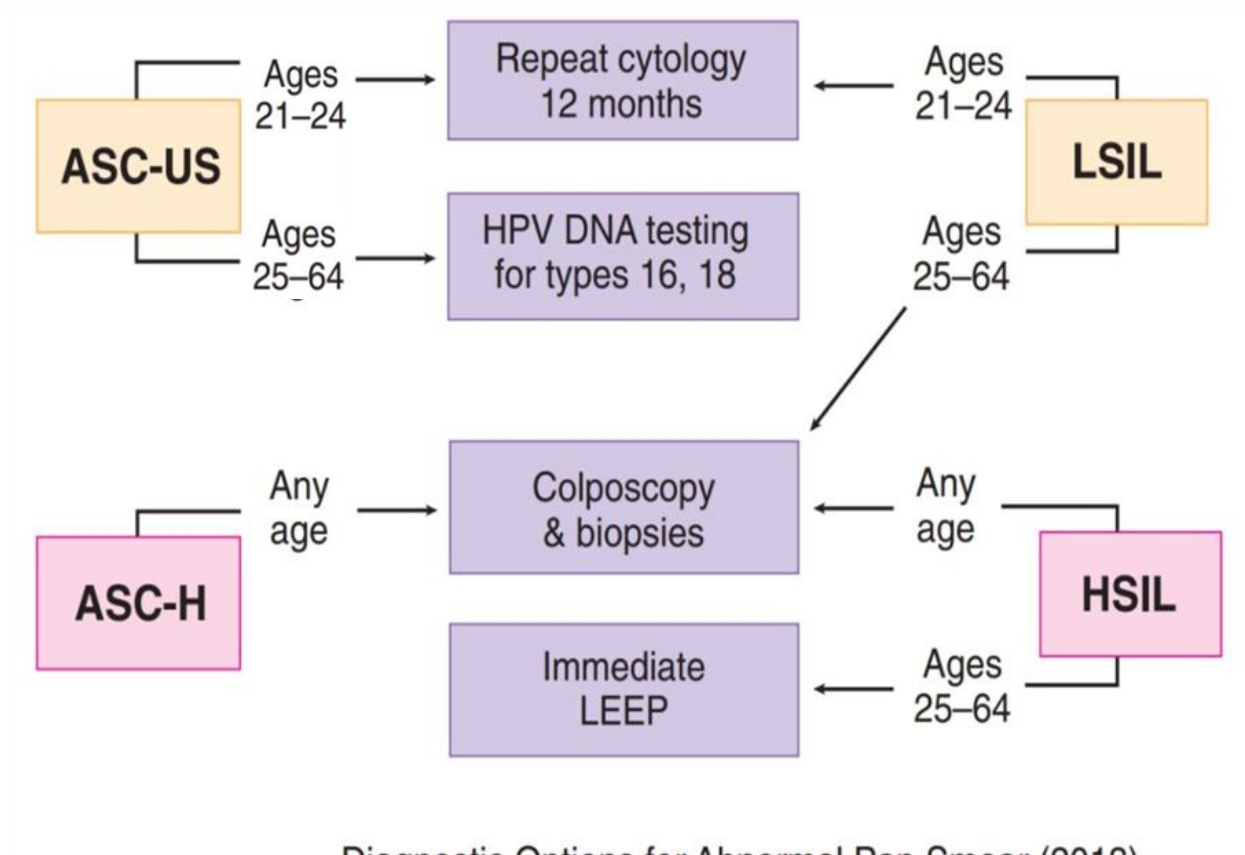 Ages
21–24
Repeat cytology
12 months
Ages
21–24
ASC-US
LSIL
Ages
25–64
HPV DNA testing
for types 16, 18
Ages
25–64
Any
age
Colposcopy
& biopsies
Any
age
ASC-H
HSIL
Immediate
LEEP
Ages
25–64
Diagnostic Options for Abnormal Pap Smear